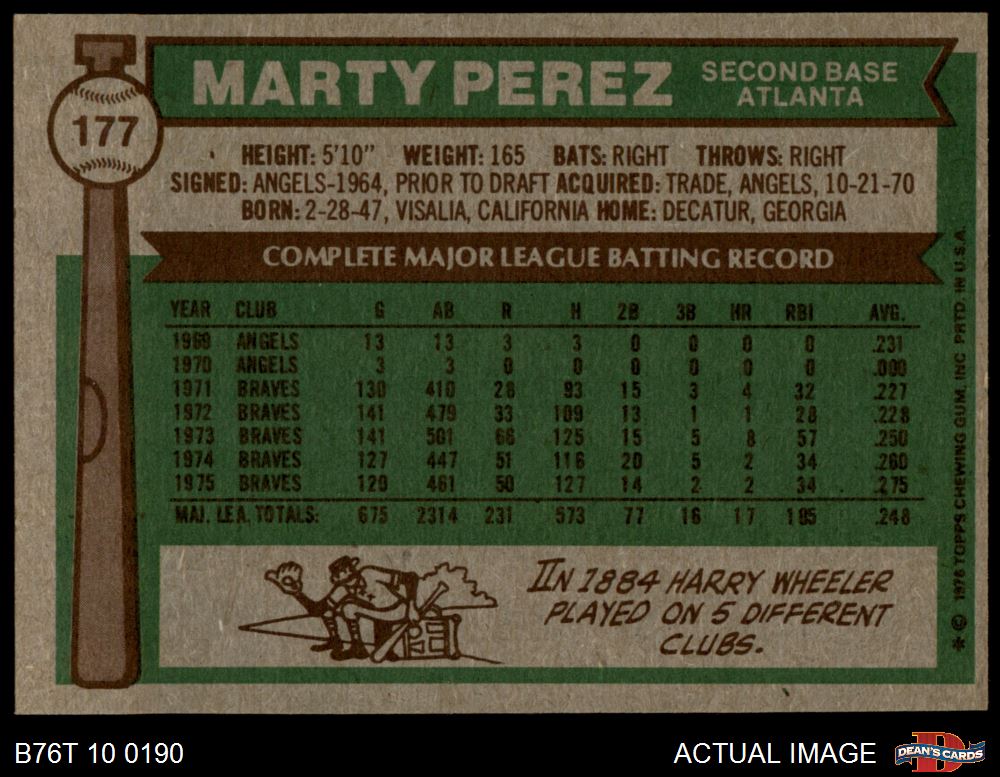 MARTY PEREZ SECOND BASE
ATLANTA
177
HEIGHT: 5'10" WEIGHT: 165 BATS: RIGHT THROWS: RIGHT
SIGNED: ANGELS-1964, PRIOR TO DRAFT ACQUIRED: TRADE, ANGELS, 10-21-70
BORN: 2-28-47, VISALIA, CALIFORNIA HOME: DECATUR, GEORGIA
COMPLETE MAJOR LEAGUE BATTING RECORD
YEAR CLUB G AB R H 2B 3B HR RBI AVG.
1969 ANGELS 13 13 3 3 0 0 0 0 .231
1970 ANGELS 3 3 0 0 0 0 0 0 .000
1971 BRAVES 130 410 28 93 15 3 4 32 .227
1972 BRAVES 141 479 33 109 13 1 1 28 .228
1973 BRAVES 141 501 66 125 15 5 8 57 .250
1974 BRAVES 127 447 51 116 20 5 2 34 .260
1975 BRAVES 120 461 50 127 14 2 2 34 .275
MAJ. LEA. TOTALS: 675 2314 231 573 77 16 17 185 .248
IN 1884 HARRY WHEELER
PLAYED ON 5 DIFFERENT
CLUBS.
* © 1976 TOPPS CHEWING GUM, INC PRTD. IN U.S.A.
B76T 10 0190 ACTUAL IMAGE DEAN'S CARDS